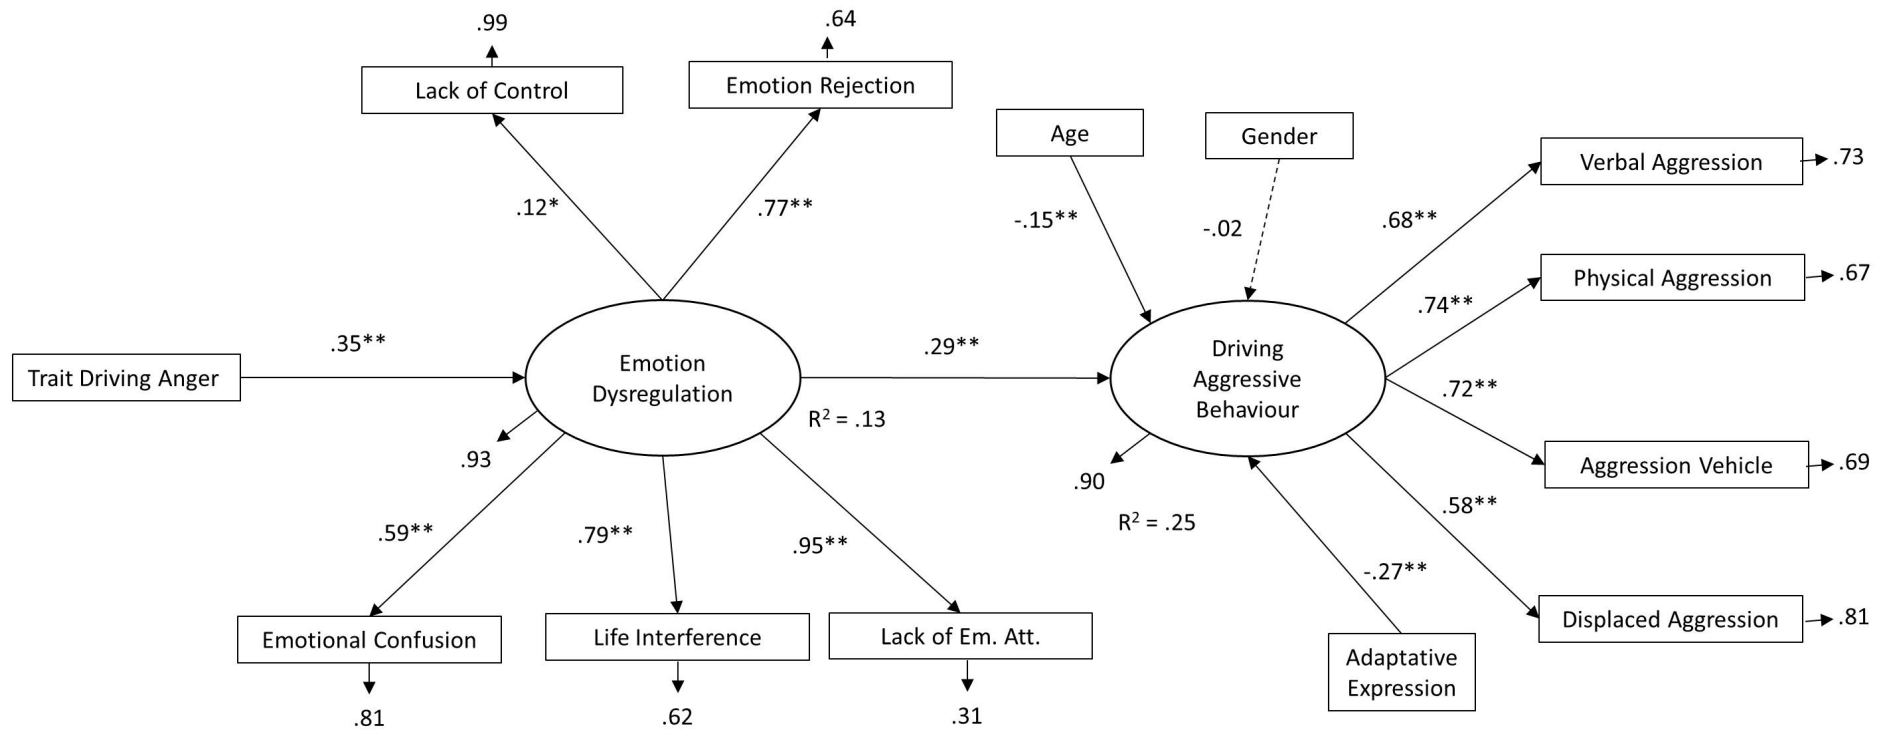 .99
.64
Lack of Control
Emotion Rejection
Age
Gender
Verbal Aggression
.73
.12*
.77**
-.15**
-.02
.68**
Physical Aggression
.67
.74**
Trait Driving Anger
.35**
Emotion
Dysregulation
.29**
R² = .13
.93
Driving
Aggressive
Behaviour
.90
R² = .25
.72**
Aggression Vehicle
.69
.58**
.59**
.79**
.95**
-.27**
Emotional Confusion
Life Interference
Lack of Em. Att.
Adaptative
Expression
Displaced Aggression
.81
.81
.62
.31